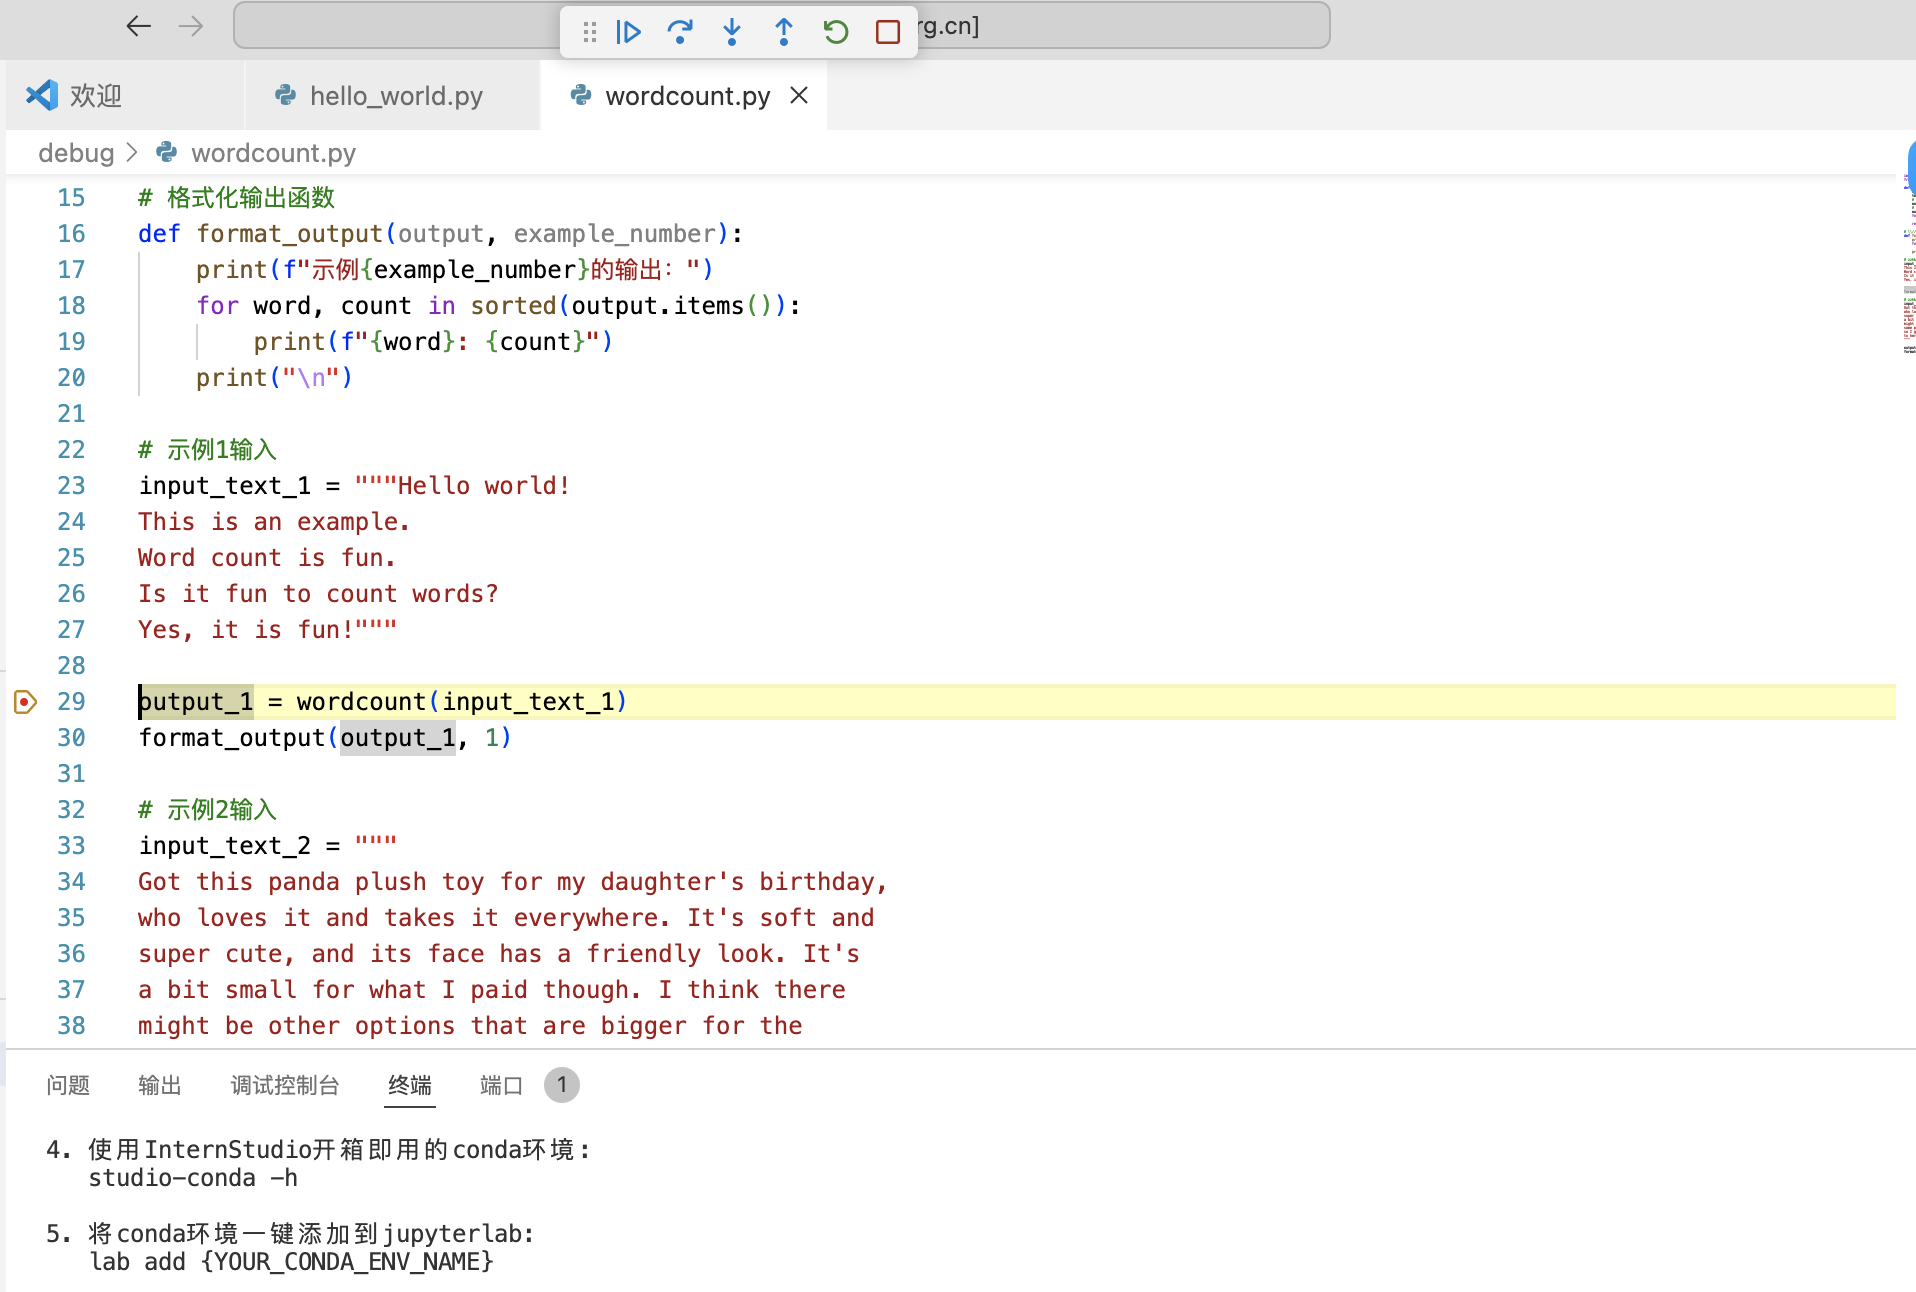 rg.cn]
欢迎 hello_world.py wordcount.py
debug > wordcount.py
15 # 格式化输出函数
16 def format_output(output, example_number):
17     print(f"示例{example_number}的输出：")
18     for word, count in sorted(output.items()):
19         print(f"{word}: {count}")
20     print("\n")
21
22 # 示例1输入
23 input_text_1 = """Hello world!
24 This is an example.
25 Word count is fun.
26 Is it fun to count words?
27 Yes, it is fun!"""
28
29 output_1 = wordcount(input_text_1)
30 format_output(output_1, 1)
31
32 # 示例2输入
33 input_text_2 = """
34 Got this panda plush toy for my daughter's birthday,
35 who loves it and takes it everywhere. It's soft and
36 super cute, and its face has a friendly look. It's
37 a bit small for what I paid though. I think there
38 might be other options that are bigger for the
问题 输出 调试控制台 终端 端口 1
4. 使用InternStudio开箱即用的conda环境:
studio-conda -h
5. 将conda环境一键添加到jupyterlab:
lab add {YOUR_CONDA_ENV_NAME}